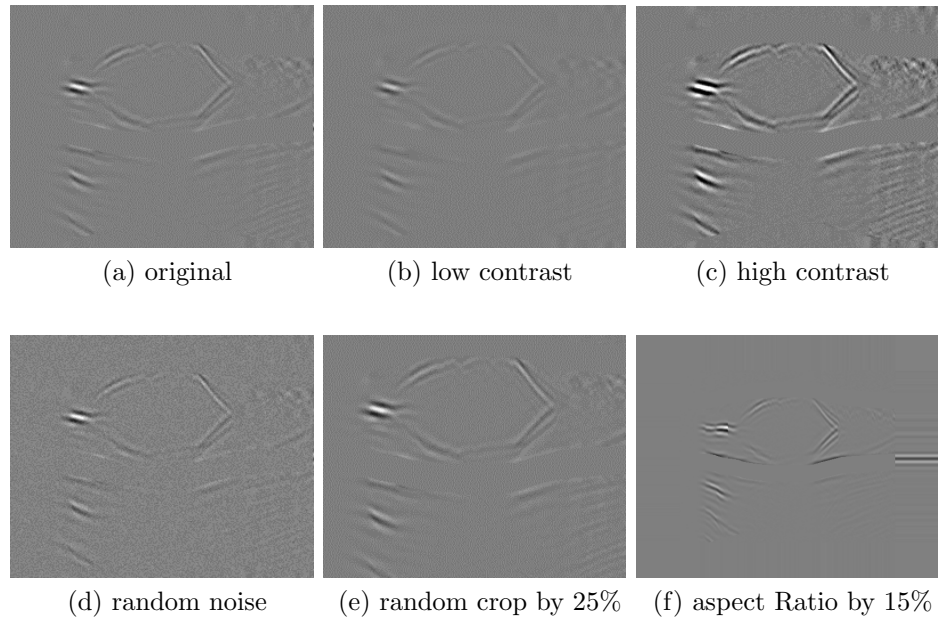 (a) original
(b) low contrast
(c) high contrast
(d) random noise
(e) random crop by 25%
(f) aspect Ratio by 15%